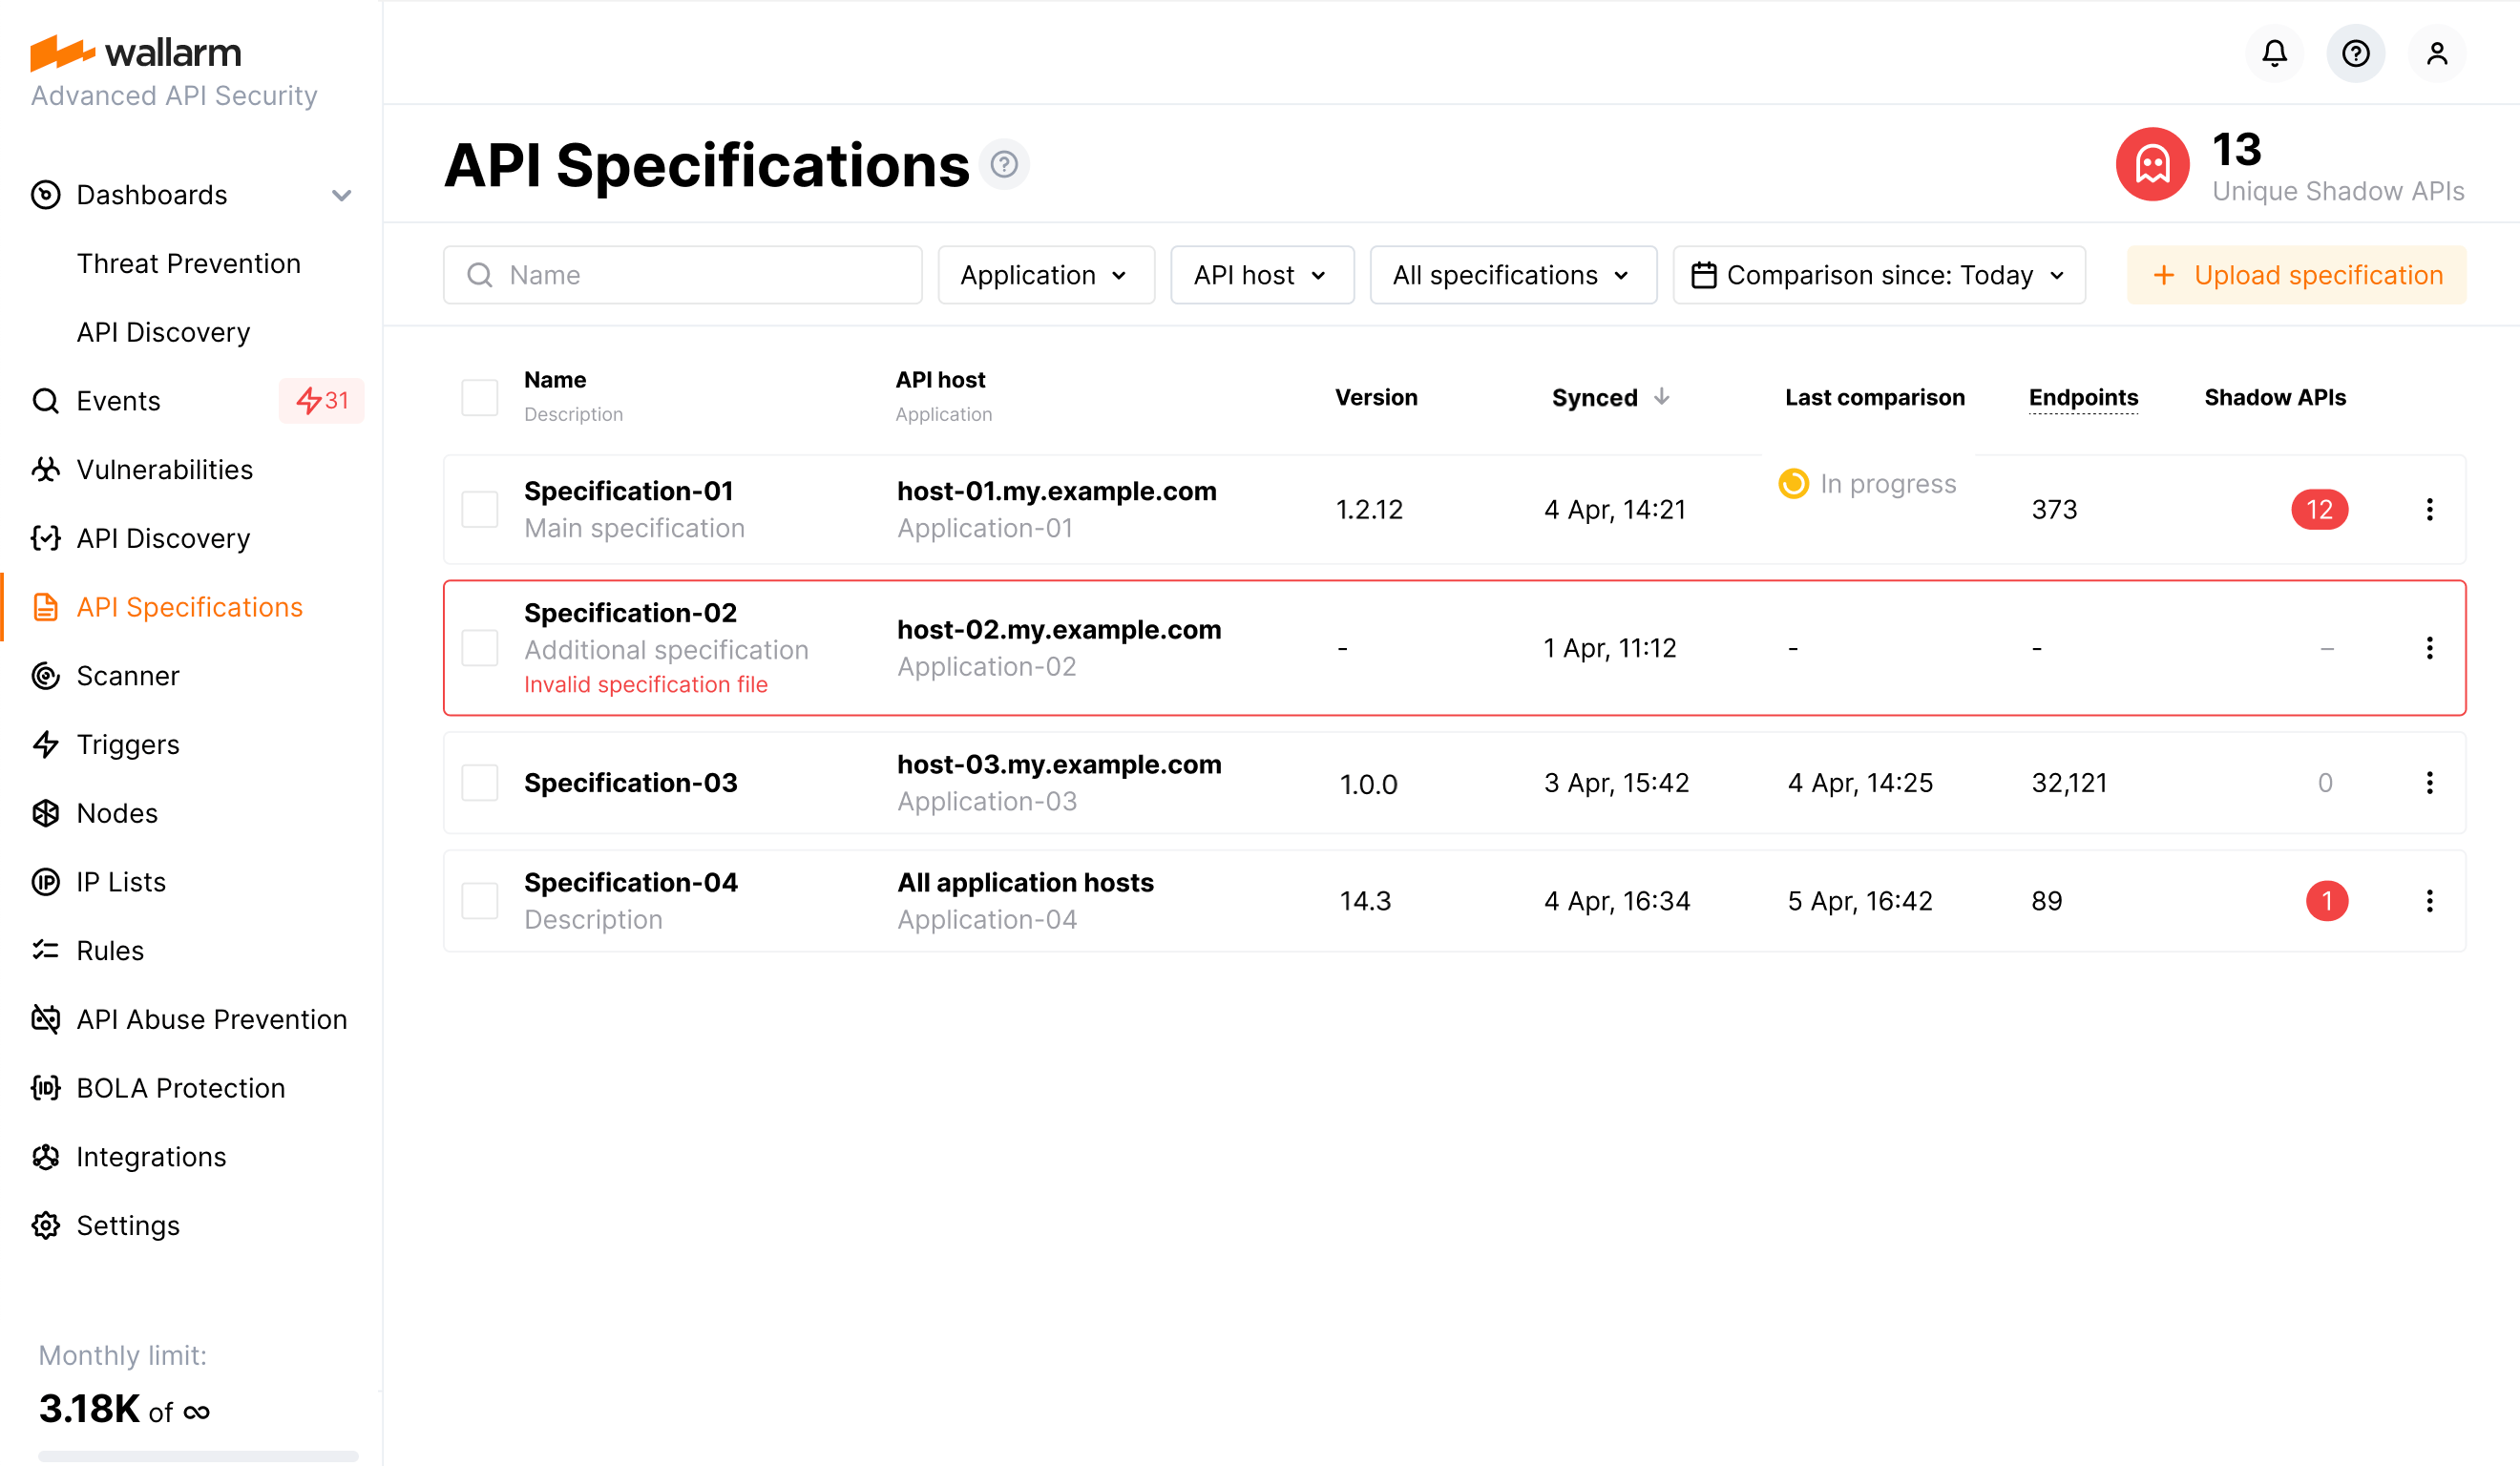 wallarm
Advanced API Security
Dashboards
Threat Prevention
API Discovery
Events 31
Vulnerabilities
API Discovery
API Specifications
Scanner
Triggers
Nodes
IP Lists
Rules
API Abuse Prevention
BOLA Protection
Integrations
Settings
Monthly limit:
3.18K of ∞
API Specifications ?
13
Unique Shadow APIs
Name Application API host All specifications Comparison since: Today + Upload specification
Name API host Version Synced ↓ Last comparison Endpoints Shadow APIs
Description Application
Specification-01 host-01.my.example.com 1.2.12 4 Apr, 14:21 In progress 373 12
Main specification Application-01
Specification-02 host-02.my.example.com - 1 Apr, 11:12 - - –
Additional specification Application-02
Invalid specification file
Specification-03 host-03.my.example.com 1.0.0 3 Apr, 15:42 4 Apr, 14:25 32,121 0
Application-03
Specification-04 All application hosts 14.3 4 Apr, 16:34 5 Apr, 16:42 89 1
Description Application-04